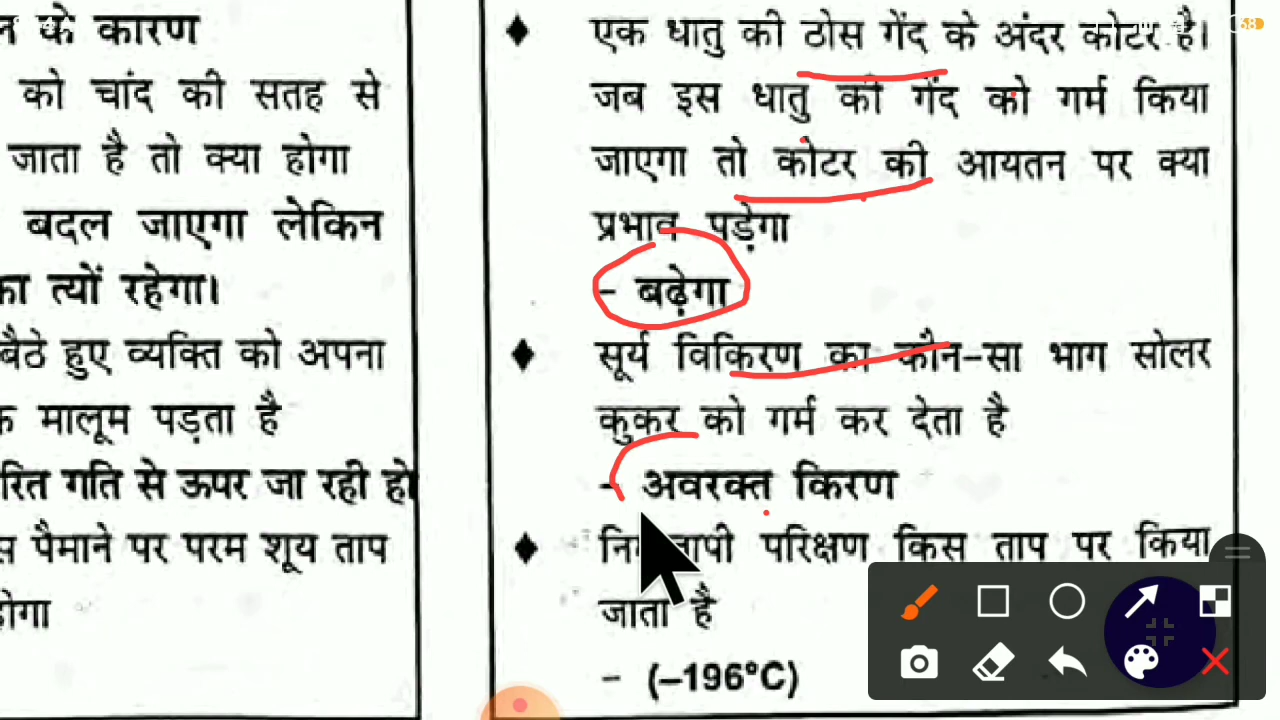 के कारण
को चांद की सतह से
जाता है तो क्या होगा
बदल जाएगा लेकिन
त्यों रहेगा।
बैठे हुए व्यक्ति को अपना
मालूम पड़ता है
गति से ऊपर जा रही हो
पैमाने पर परम शूय ताप
होगा
♦ एक धातु की ठोस गेंद के अंदर कोटर है।
जब इस धातु की गेंद को गर्म किया
जाएगा तो कोटर की आयतन पर क्या
प्रभाव पड़ेगा
– बढ़ेगा
♦ सूर्य विकिरण का कौन-सा भाग सोलर
कुकर को गर्म कर देता है
– अवरक्त किरण
♦ परिक्षण किस ताप पर किया
जाता है
– (–196°C)